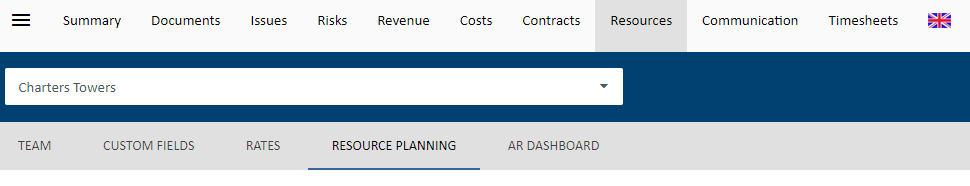 Summary Documents Issues Risks Revenue Costs Contracts Resources Communication Timesheets
Charters Towers
TEAM CUSTOM FIELDS RATES RESOURCE PLANNING AR DASHBOARD